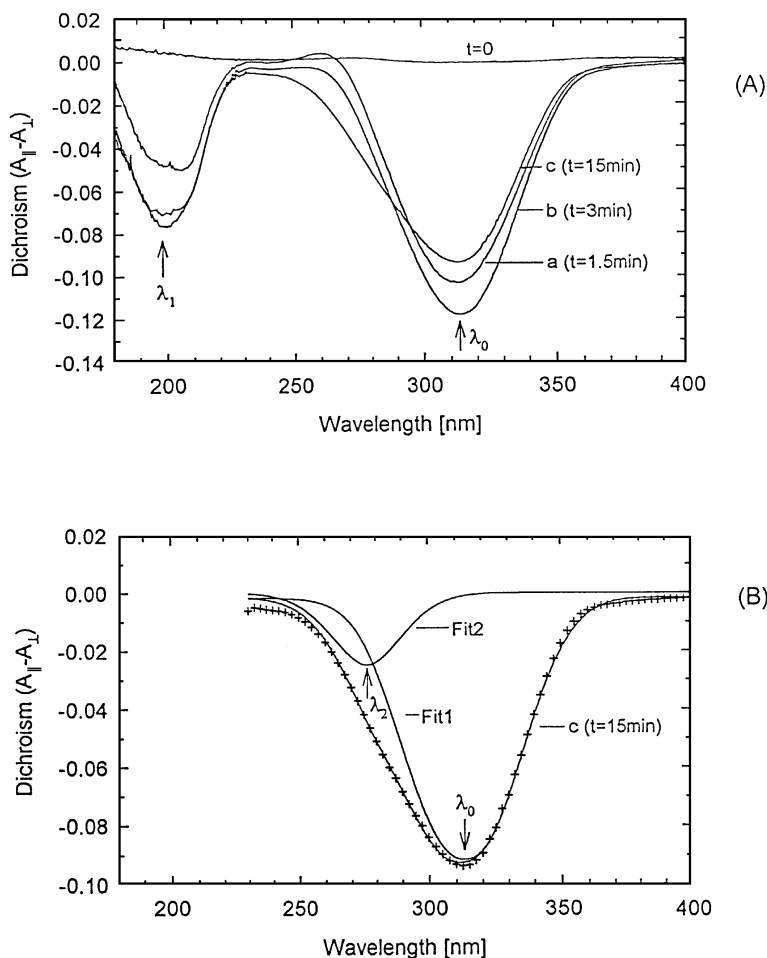 (A)
Dichroism (A∥-A⊥)
0.02
0.00
-0.02
-0.04
-0.06
-0.08
-0.10
-0.12
-0.14
t=0
c (t=15min)
b (t=3min)
a (t=1.5min)
λ1
λ0
200
250
300
350
400
Wavelength [nm]
(B)
Dichroism (A∥-A⊥)
0.02
0.00
-0.02
-0.04
-0.06
-0.08
-0.10
Fit2
λ2
Fit1
c (t=15min)
λ0
200
250
300
350
400
Wavelength [nm]